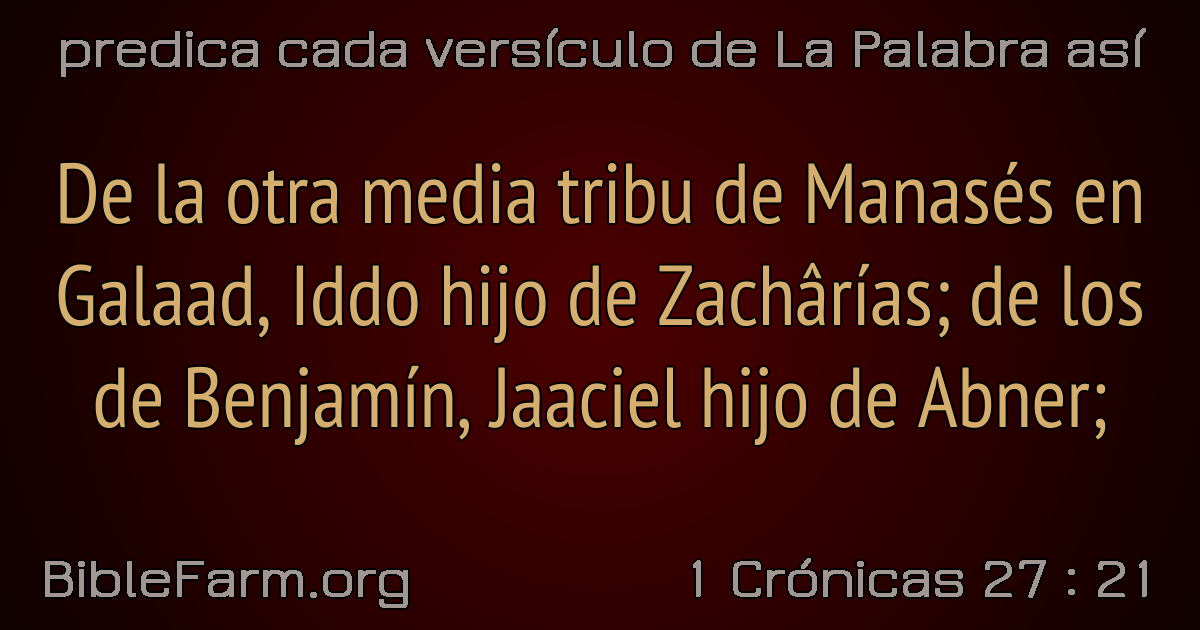 predica cada versículo de La Palabra así
De la otra media tribu de Manasés en
Galaad, Iddo hijo de Zachârías; de los
de Benjamín, Jaaciel hijo de Abner;
BibleFarm.org
1 Crónicas 27 : 21